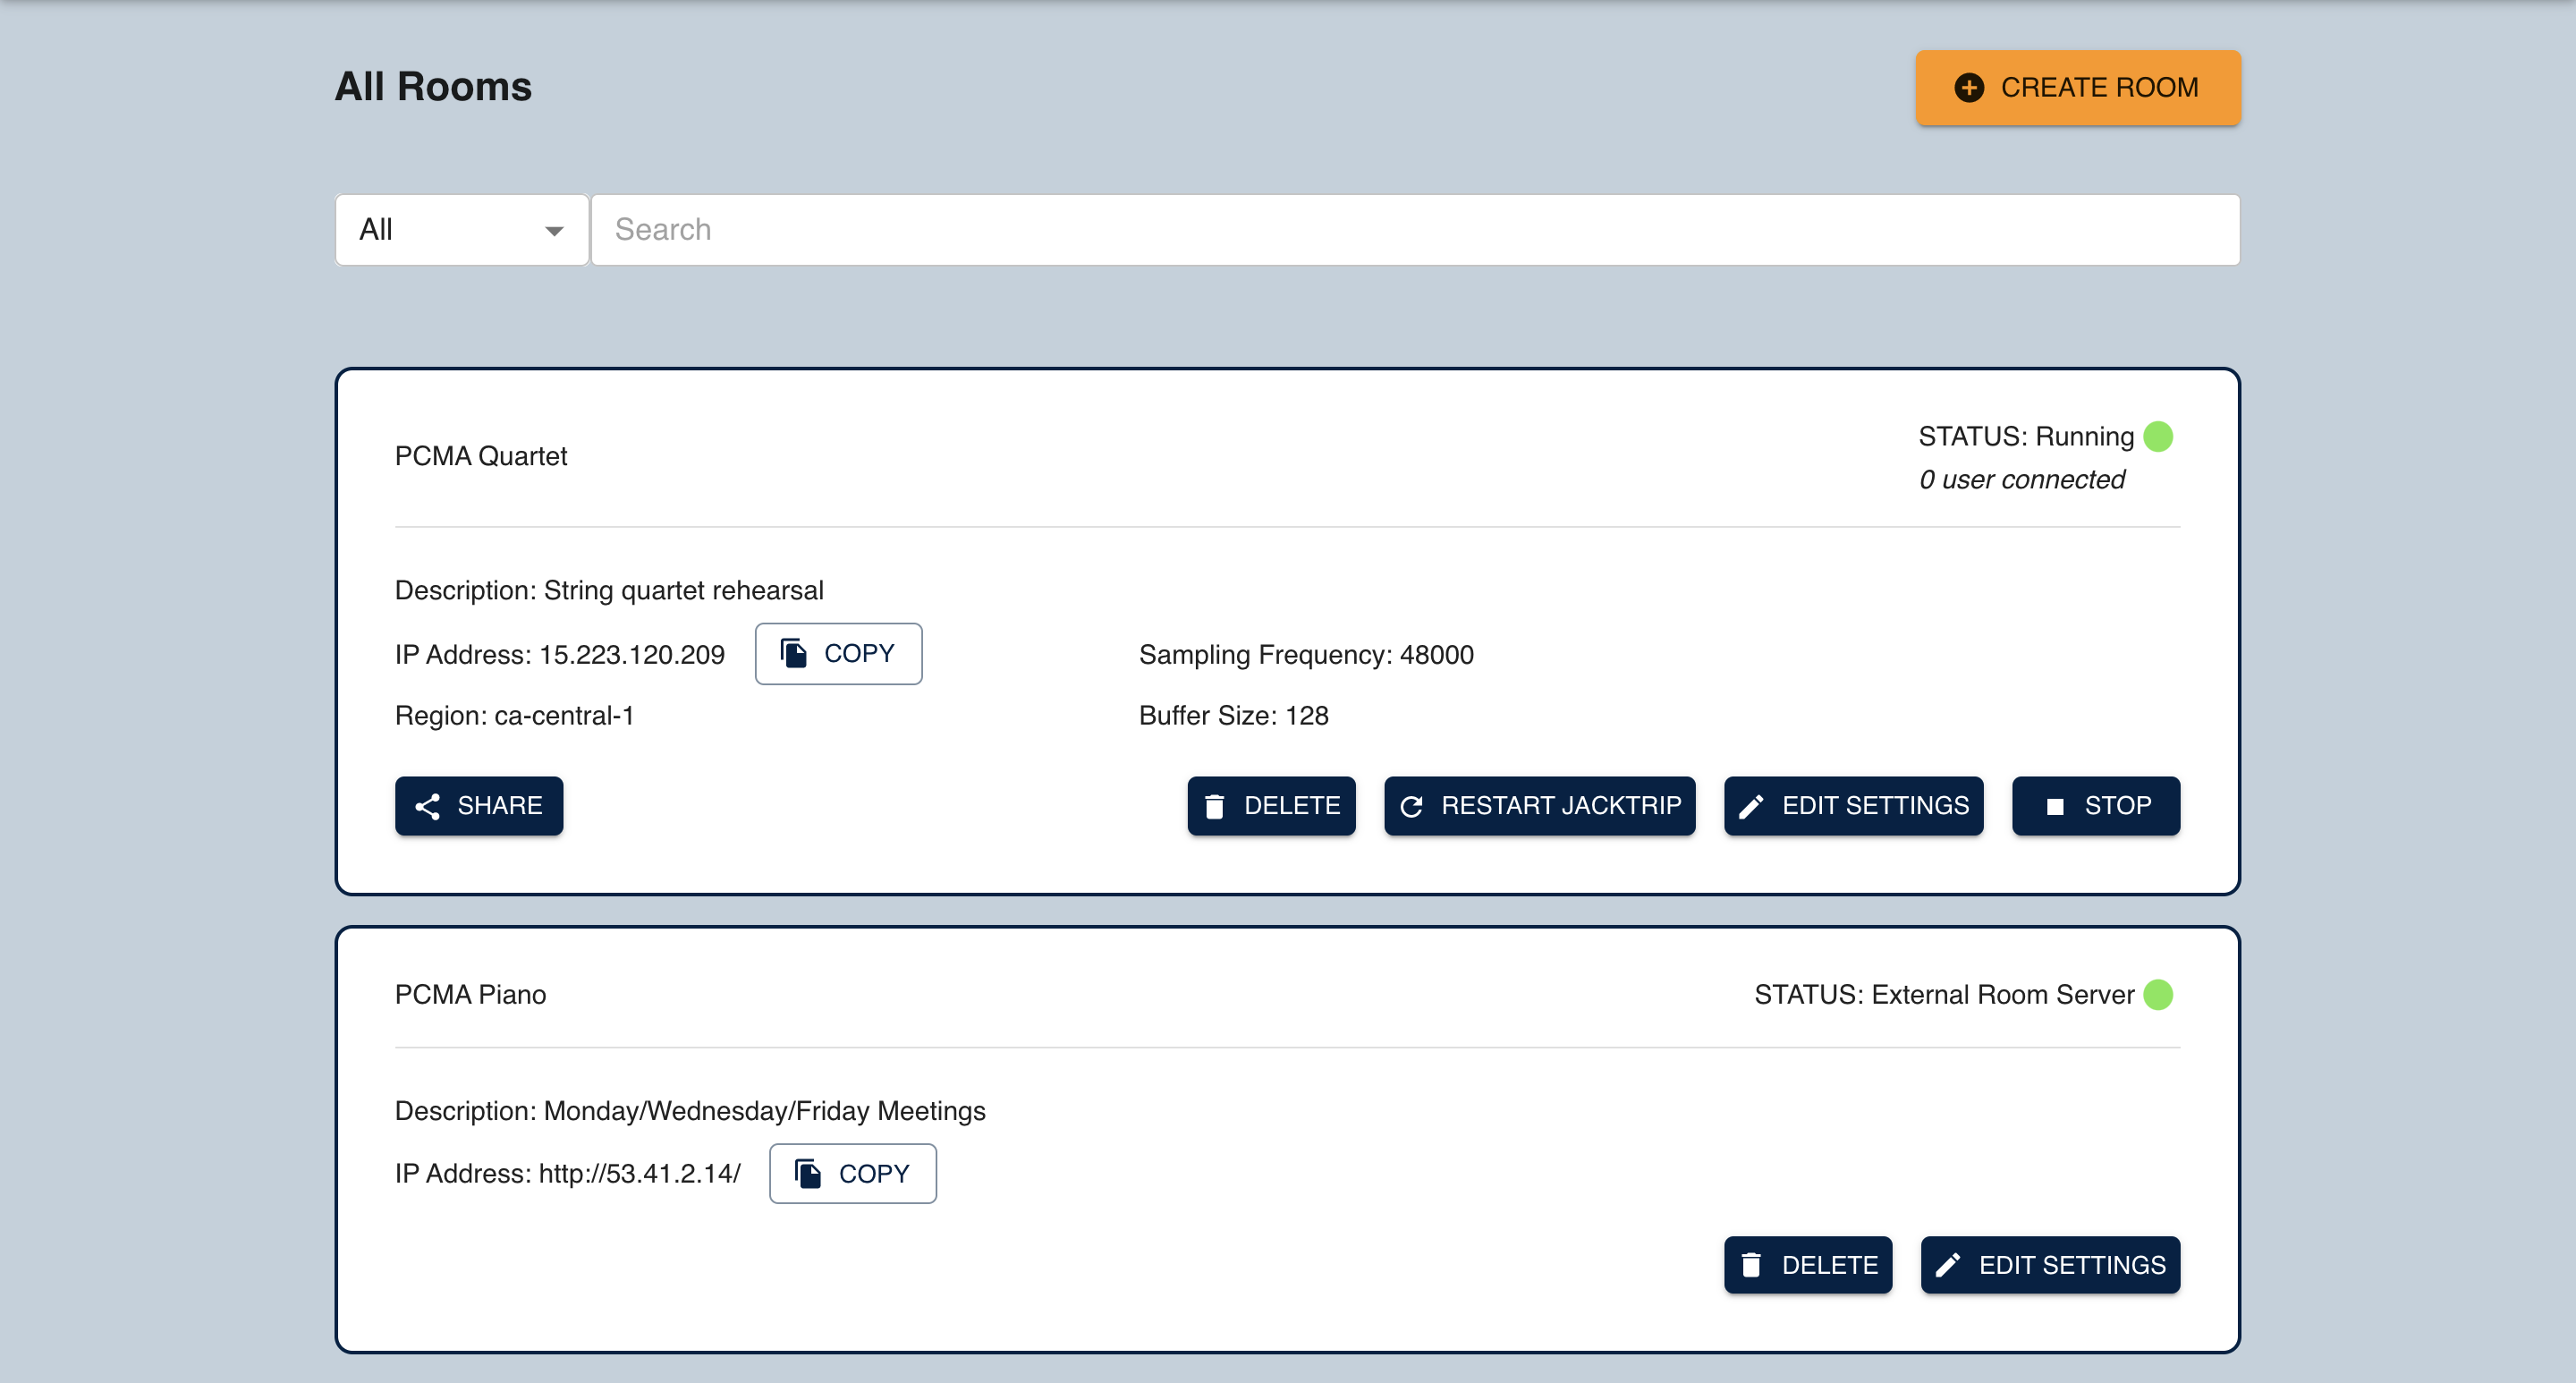 All Rooms
CREATE ROOM
All
Search
PCMA Quartet
STATUS: Running
0 user connected
Description: String quartet rehearsal
IP Address: 15.223.120.209
COPY
Sampling Frequency: 48000
Region: ca-central-1
Buffer Size: 128
SHARE
DELETE
RESTART JACKTRIP
EDIT SETTINGS
STOP
PCMA Piano
STATUS: External Room Server
Description: Monday/Wednesday/Friday Meetings
IP Address: http://53.41.2.14/
COPY
DELETE
EDIT SETTINGS